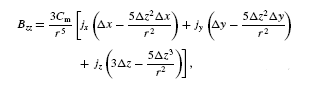 B_{zz} = \frac{3C_m}{r^5} \left[ j_x \left( \Delta x - \frac{5\Delta z^2 \Delta x}{r^2} \right) + j_y \left( \Delta y - \frac{5\Delta z^2 \Delta y}{r^2} \right)
+ j_z \left( 3\Delta z - \frac{5\Delta z^3}{r^2} \right) \right],